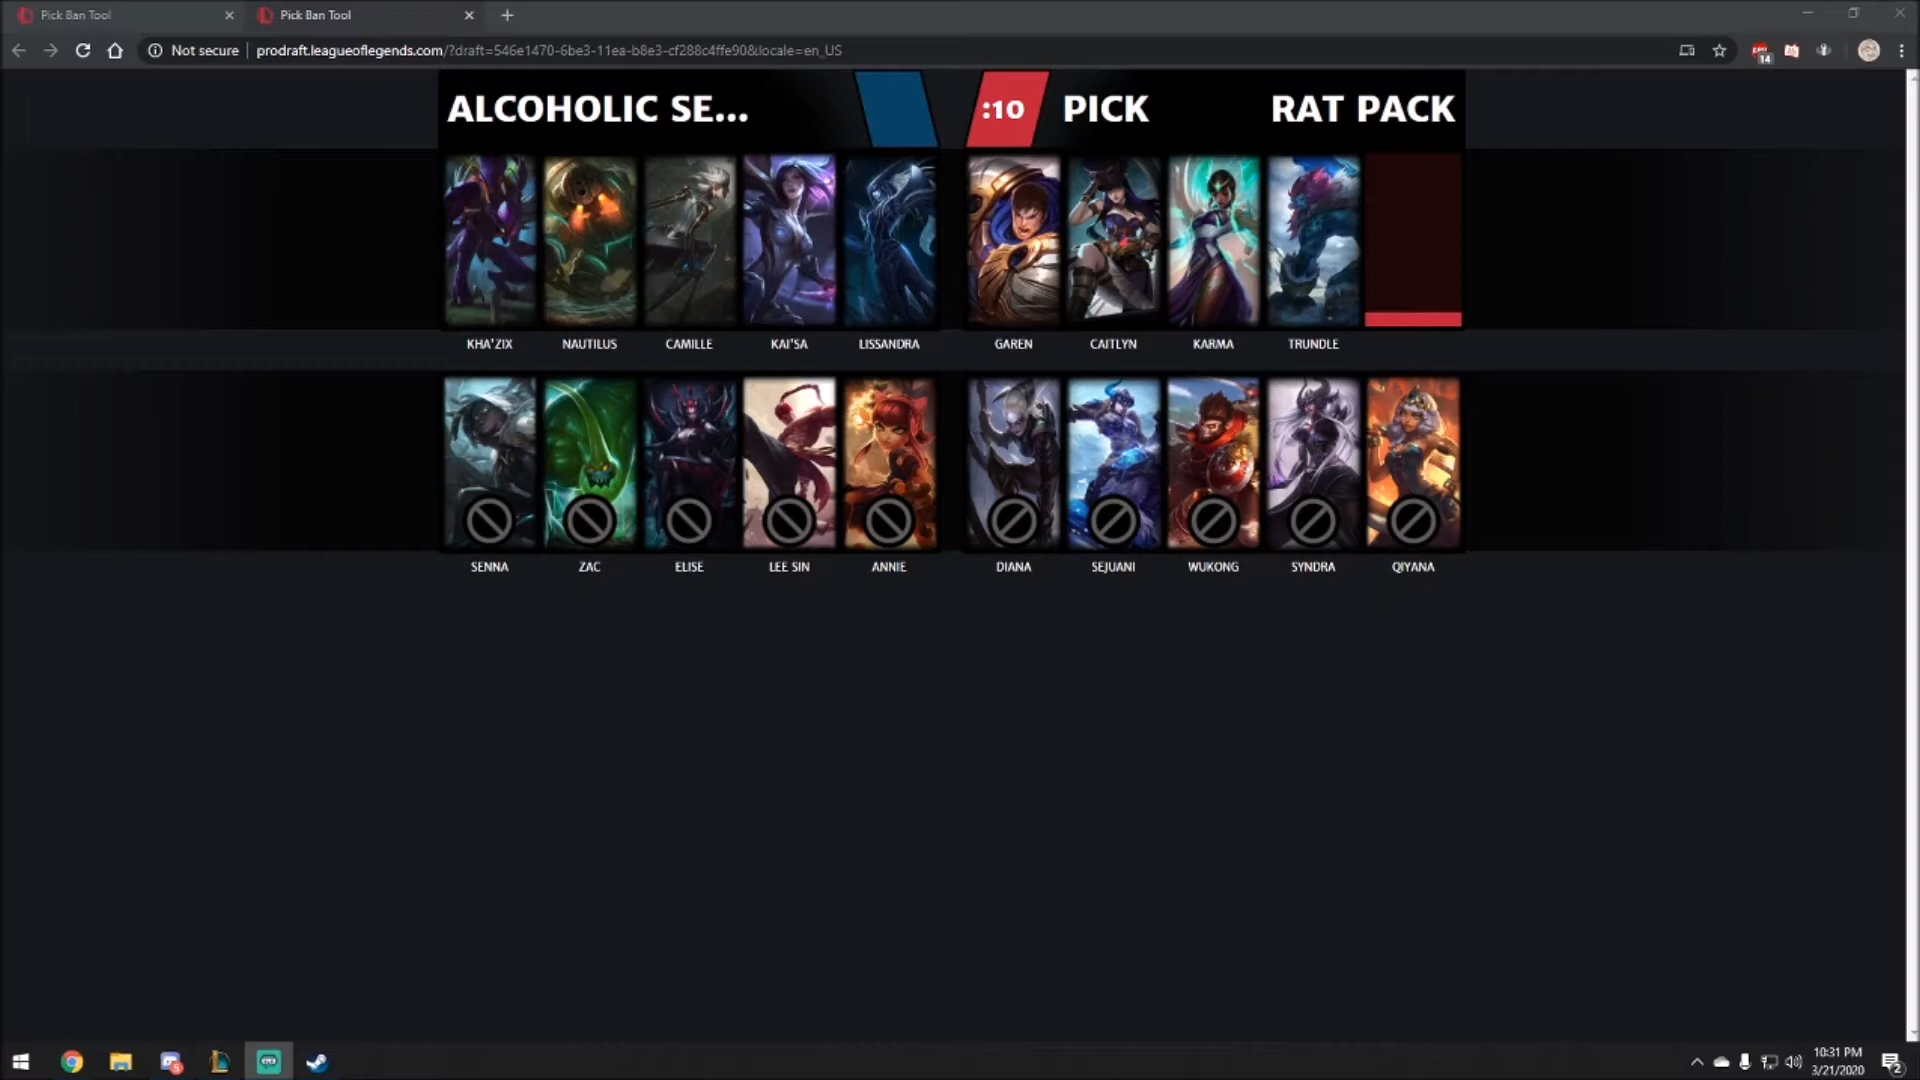 Pick Ban Tool
Pick Ban Tool
Not secure | prodraft.leagueoflegends.com/?draft=546e1470-6be3-11ea-b8e3-cf288c4ffe90&locale=en_US
14
ALCOHOLIC SE...
:10 PICK RAT PACK
KHA'ZIX NAUTILUS CAMILLE KAI'SA LISSANDRA GAREN CAITLYN KARMA TRUNDLE
SENNA ZAC ELISE LEE SIN ANNIE DIANA SEJUANI WUKONG SYNDRA QIYANA
10:31 PM
3/21/2020
2